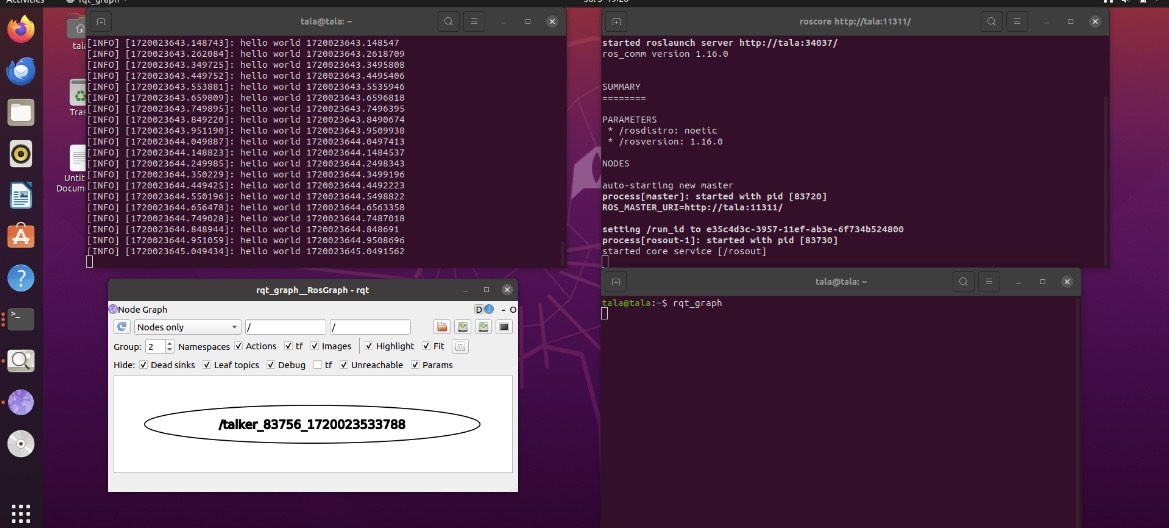 rqt_graph
tala@tala: ~
[INFO] [1720023643.148743]: hello world 1720023643.148547
[INFO] [1720023643.262084]: hello world 1720023643.2618709
[INFO] [1720023643.349725]: hello world 1720023643.3495808
[INFO] [1720023643.449752]: hello world 1720023643.4495406
[INFO] [1720023643.553881]: hello world 1720023643.5535946
[INFO] [1720023643.659809]: hello world 1720023643.6596818
[INFO] [1720023643.749895]: hello world 1720023643.7496395
[INFO] [1720023643.849220]: hello world 1720023643.8490674
[INFO] [1720023643.951190]: hello world 1720023643.9509938
[INFO] [1720023644.049887]: hello world 1720023644.0497413
[INFO] [1720023644.148823]: hello world 1720023644.1484537
[INFO] [1720023644.249985]: hello world 1720023644.2498343
[INFO] [1720023644.350229]: hello world 1720023644.3499196
[INFO] [1720023644.449425]: hello world 1720023644.4492223
[INFO] [1720023644.550196]: hello world 1720023644.5498822
[INFO] [1720023644.656478]: hello world 1720023644.6563358
[INFO] [1720023644.749028]: hello world 1720023644.7487018
[INFO] [1720023644.848944]: hello world 1720023644.848691
[INFO] [1720023644.951059]: hello world 1720023644.9508696
[INFO] [1720023645.049434]: hello world 1720023645.0491562
roscore http://tala:11311/
started roslaunch server http://tala:34037/
ros_comm version 1.16.0
SUMMARY
========
PARAMETERS
* /rosdistro: noetic
* /rosversion: 1.16.0
NODES
auto-starting new master
process[master]: started with pid [83720]
ROS_MASTER_URI=http://tala:11311/
setting /run_id to e35c4d3c-3957-11ef-ab3e-6f734b524800
process[rosout-1]: started with pid [83730]
started core service [/rosout]
rqt_graph__RosGraph - rqt
Node Graph
D - O
Nodes only / /
Group: 2 Namespaces Actions tf Images Highlight Fit
Hide: Dead sinks Leaf topics Debug tf Unreachable Params
/talker_83756_1720023533788
tala@tala: ~
tala@tala:~$ rqt_graph